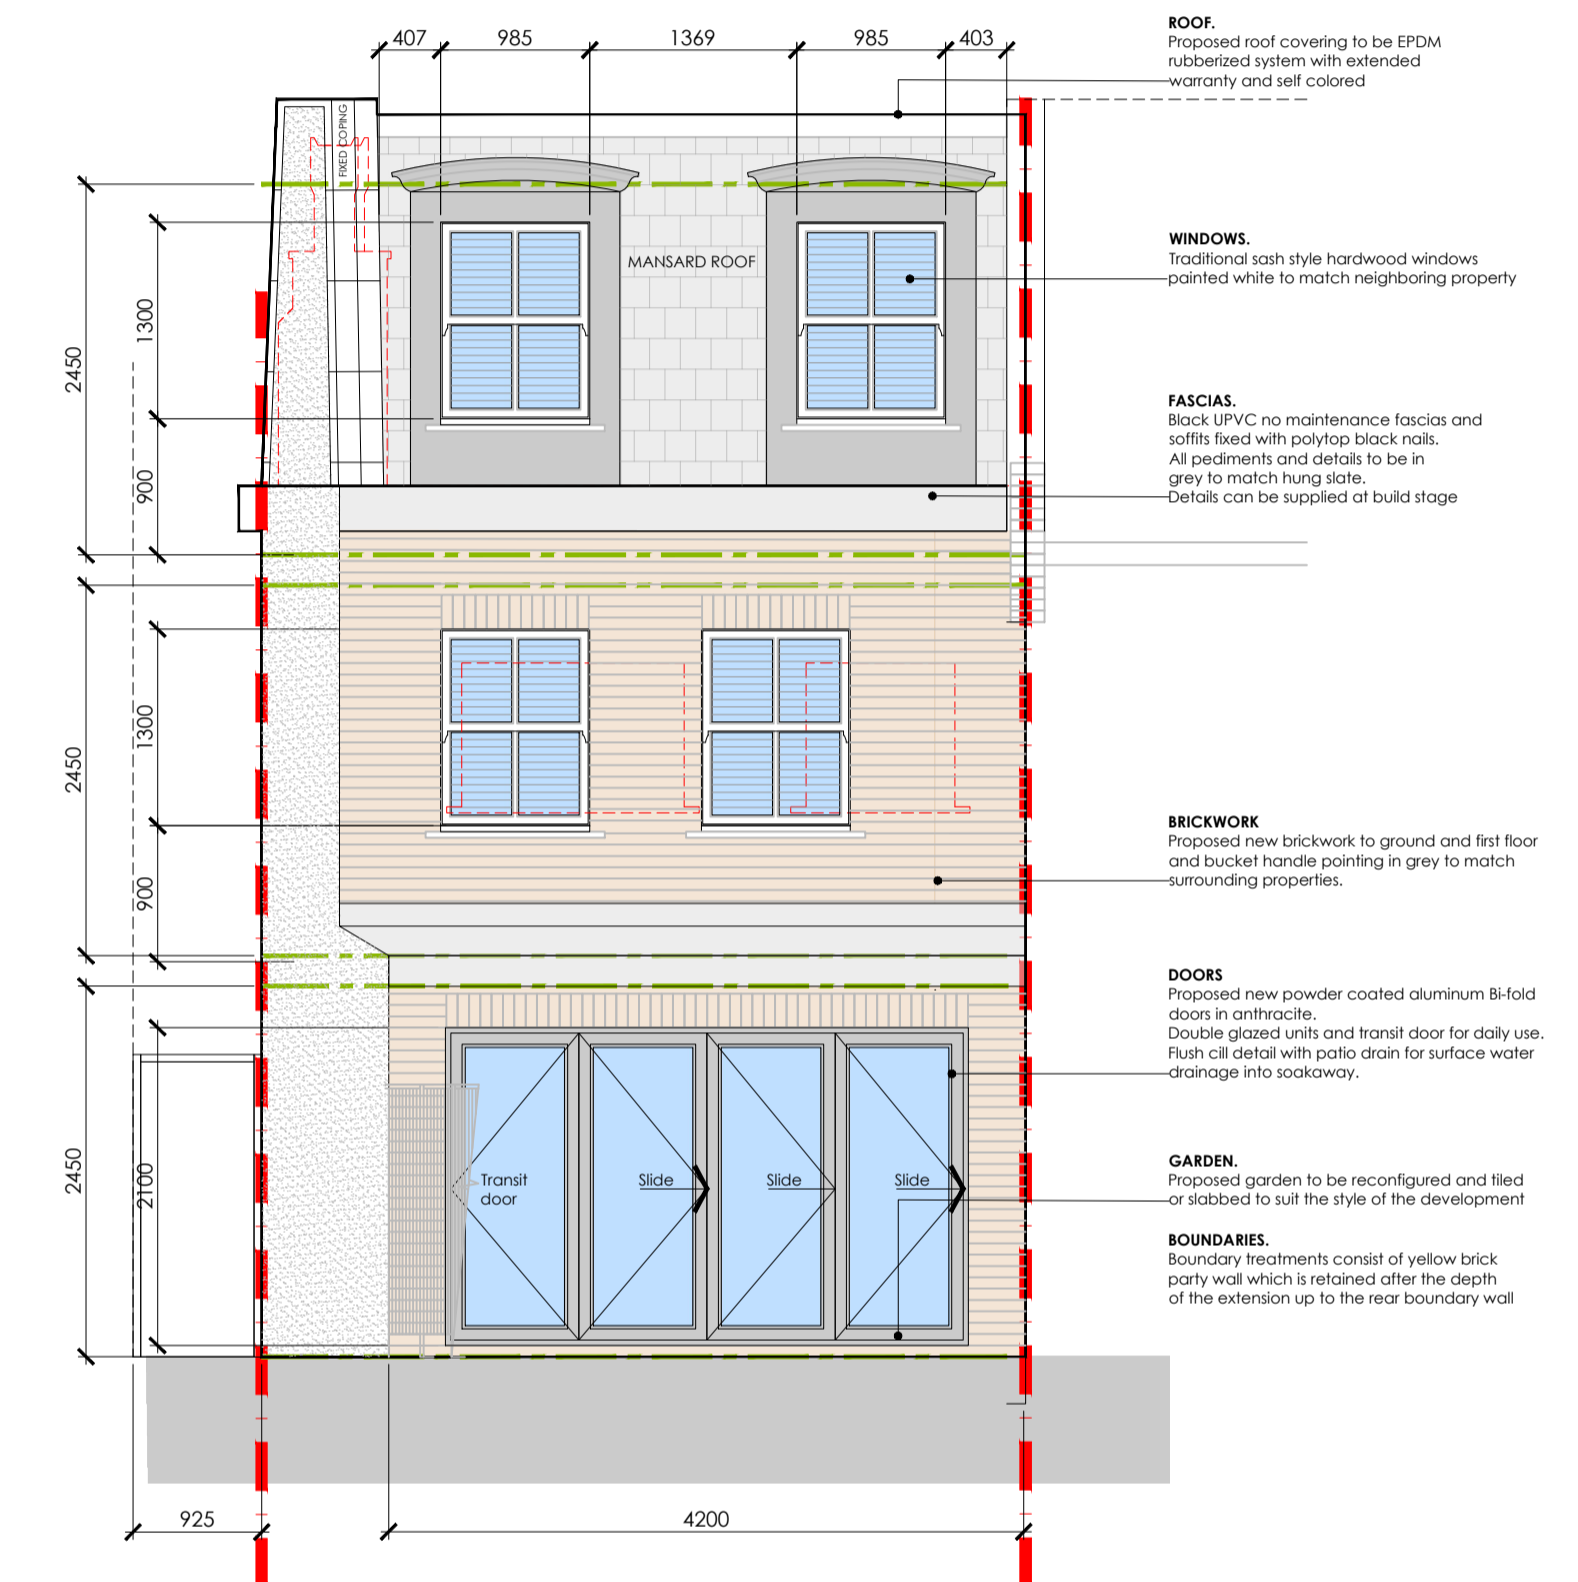 407
985
1369
985
403
ROOF.
Proposed roof covering to be EPDM
rubberized system with extended
warranty and self colored
FIXED COPING
MANSARD ROOF
WINDOWS.
Traditional sash style hardwood windows
painted white to match neighboring property
1300
2450
900
FASCIAS.
Black UPVC no maintenance fascias and
soffits fixed with polytop black nails.
All pediments and details to be in
grey to match hung slate.
Details can be supplied at build stage
1300
2450
900
BRICKWORK
Proposed new brickwork to ground and first floor
and bucket handle pointing in grey to match
surrounding properties.
DOORS
Proposed new powder coated aluminum Bi-fold
doors in anthracite.
Double glazed units and transit door for daily use.
Flush cill detail with patio drain for surface water
drainage into soakaway.
2450
2100
Transit
door
Slide
Slide
Slide
GARDEN.
Proposed garden to be reconfigured and tiled
or slabbed to suit the style of the development
BOUNDARIES.
Boundary treatments consist of yellow brick
party wall which is retained after the depth
of the extension up to the rear boundary wall
925
4200